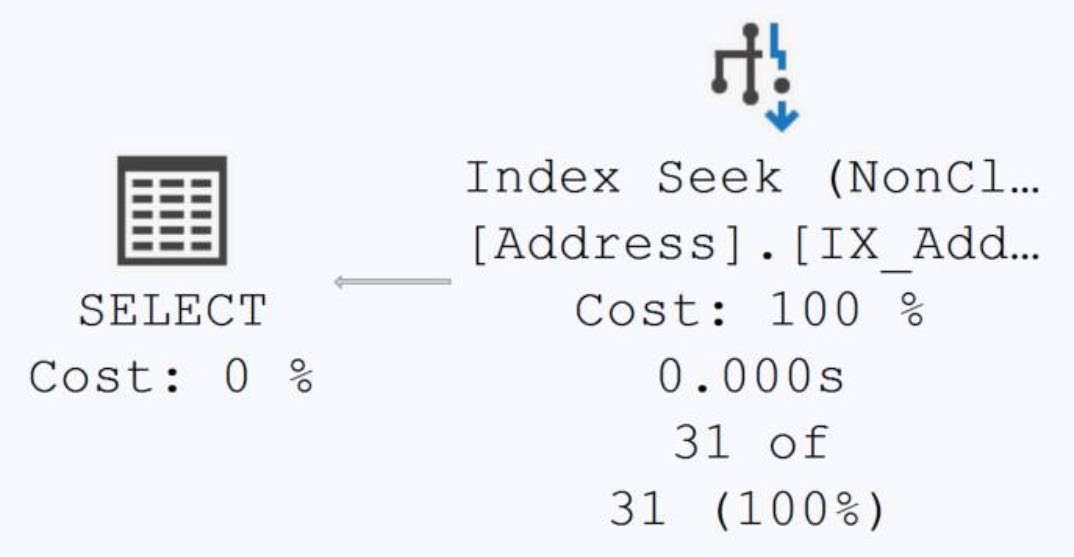 SELECT
Cost: 0 %
Index Seek (NonCl…
[Address].[IX_Add…
Cost: 100 %
0.000s
31 of
31 (100%)